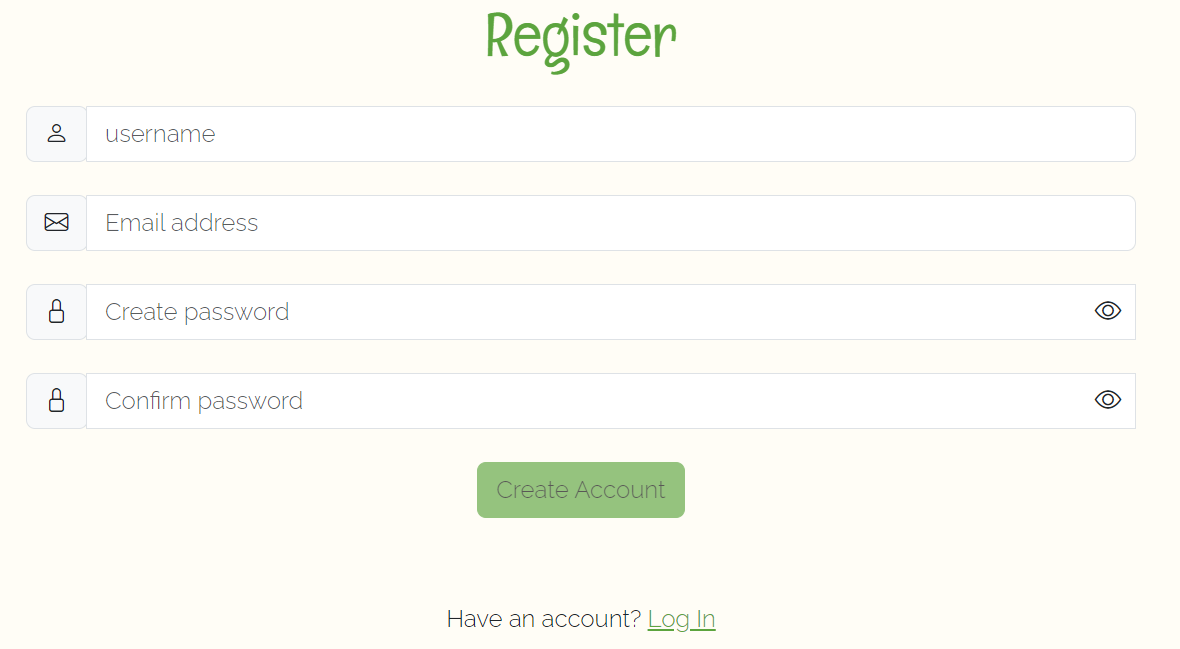 Register
username
Email address
Create password
Confirm password
Create Account
Have an account? Log In